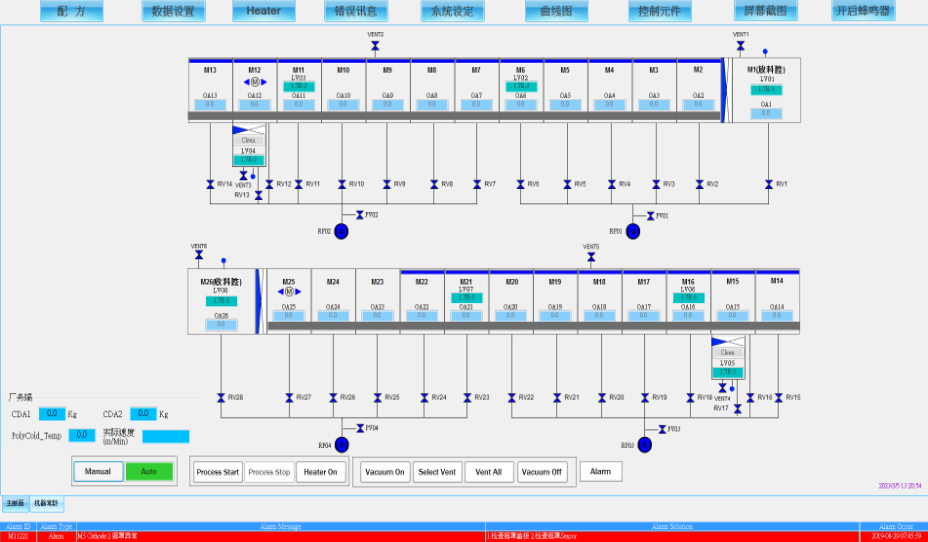 配 方 数据设置 Heater 错误讯息 系统设定 曲线图 控制元件 屏幕截图 开启蜂鸣器
VENT2 VENT1
M13 M12 M11 M10 M9 M8 M7 M6 M5 M4 M3 M2 M1(放料腔)
LV03 LV02 LV01
M 1.7E-3 1.7E-3 1.7E-3
OA13 OA12 OA11 OA10 OA9 OA8 OA7 OA6 OA5 OA4 OA3 OA2 OA1
0.0 0.0 0.0 0.0 0.0 0.0 0.0 0.0 0.0 0.0 0.0 0.0 0.0
Close
LV04
1.7E-3
RV14 VENT3 RV12 RV11 RV10 RV9 RV8 RV7 RV6 RV5 RV4 RV3 RV2 RV1
RV13
PV02 PV01
RP02 RP01
VENT6 VENT5
M26(放料腔) M25 M24 M23 M22 M21 M20 M19 M18 M17 M16 M15 M14
LV08 LV07 LV06
1.7E-3 M 1.7E-3 1.7E-3
OA26 OA25 OA24 OA23 OA22 OA21 OA20 OA19 OA18 OA17 OA16 OA15 OA14
0.0 0.0 0.0 0.0 0.0 0.0 0.0 0.0 0.0 0.0 0.0 0.0 0.0
Close
LV05
1.7E-3
RV28 RV27 RV26 RV25 RV24 RV23 RV22 RV21 RV20 RV19 RV18 VENT4 RV16 RV15
RV17
PV04 PV03
RP04 RP03
厂务端
CDA1 0.0 Kg CDA2 0.0 Kg
PolyCold_Temp 0.0 实际速度
(m/Min)
Manual Auto Process Start Process Stop Heater On Vacuum On Select Vent Vent All Vacuum Off Alarm
2023/3/5 13:20:54
主画面 机器常驻
Alarm ID Alarm Type Alarm Message Alarm Solution Alarm Occur
M11223 Alarm M5 Cathode 2 遮罩异常 1.检查遮罩盖板 2.检查遮罩Sensor 2019-04-29 07:45:59